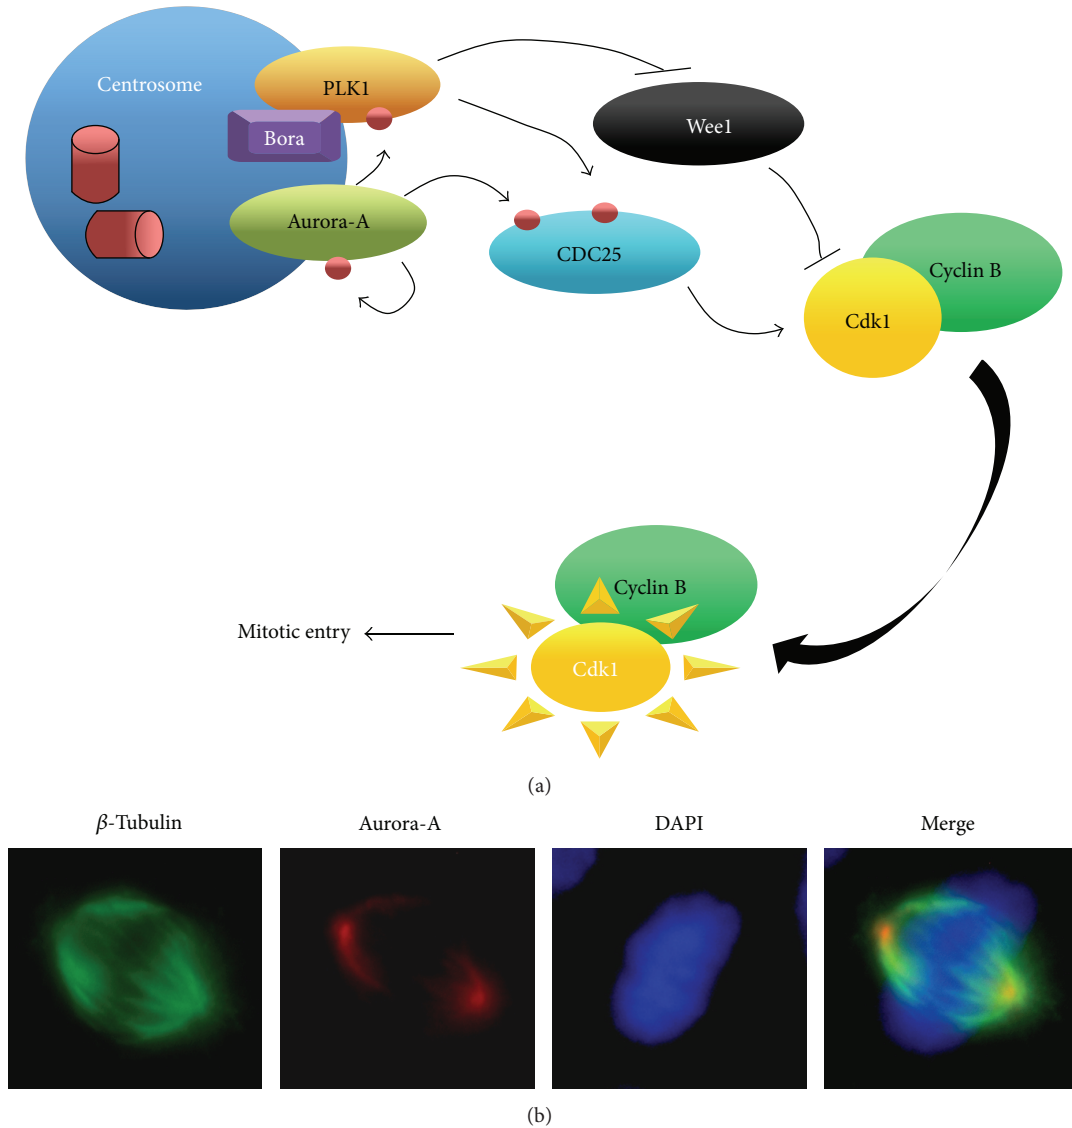 Centrosome
PLK1
Bora
Aurora-A
Wee1
CDC25
Cyclin B
Cdk1
Cyclin B
Mitotic entry
Cdk1
(a)
β-Tubulin
Aurora-A
DAPI
Merge
(b)